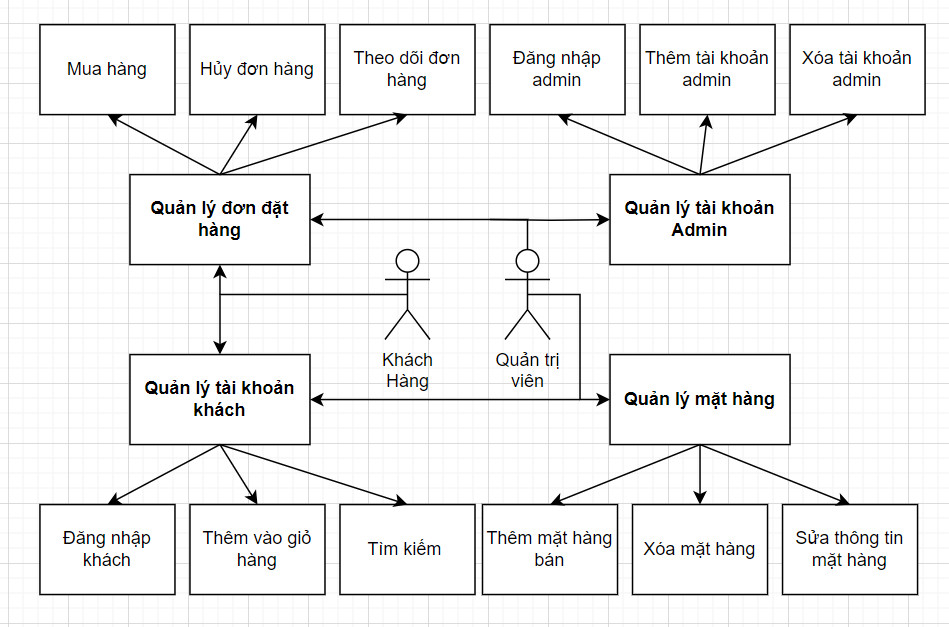 Mua hàng
Hủy đơn hàng
Theo dõi đơn
hàng
Đăng nhập
admin
Thêm tài khoản
admin
Xóa tài khoản
admin
Quản lý đơn đặt
hàng
Quản lý tài khoản
Admin
Khách
Hàng
Quản trị
viên
Quản lý tài khoản
khách
Quản lý mặt hàng
Đăng nhập
khách
Thêm vào giỏ
hàng
Tìm kiếm
Thêm mặt hàng
bán
Xóa mặt hàng
Sửa thông tin
mặt hàng